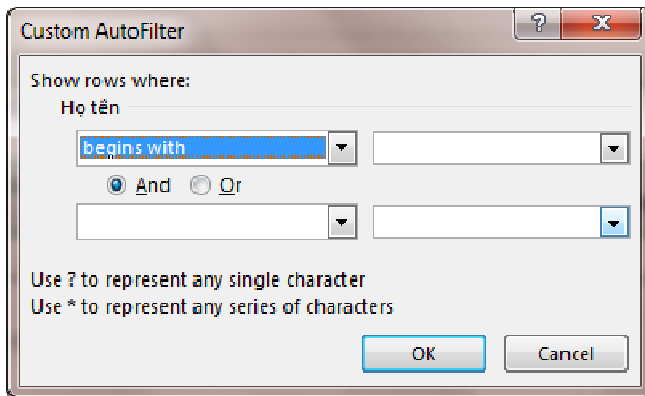 Custom AutoFilter
?
Show rows where:
Họ tên
begins with
And Or
Use ? to represent any single character
Use * to represent any series of characters
OK Cancel